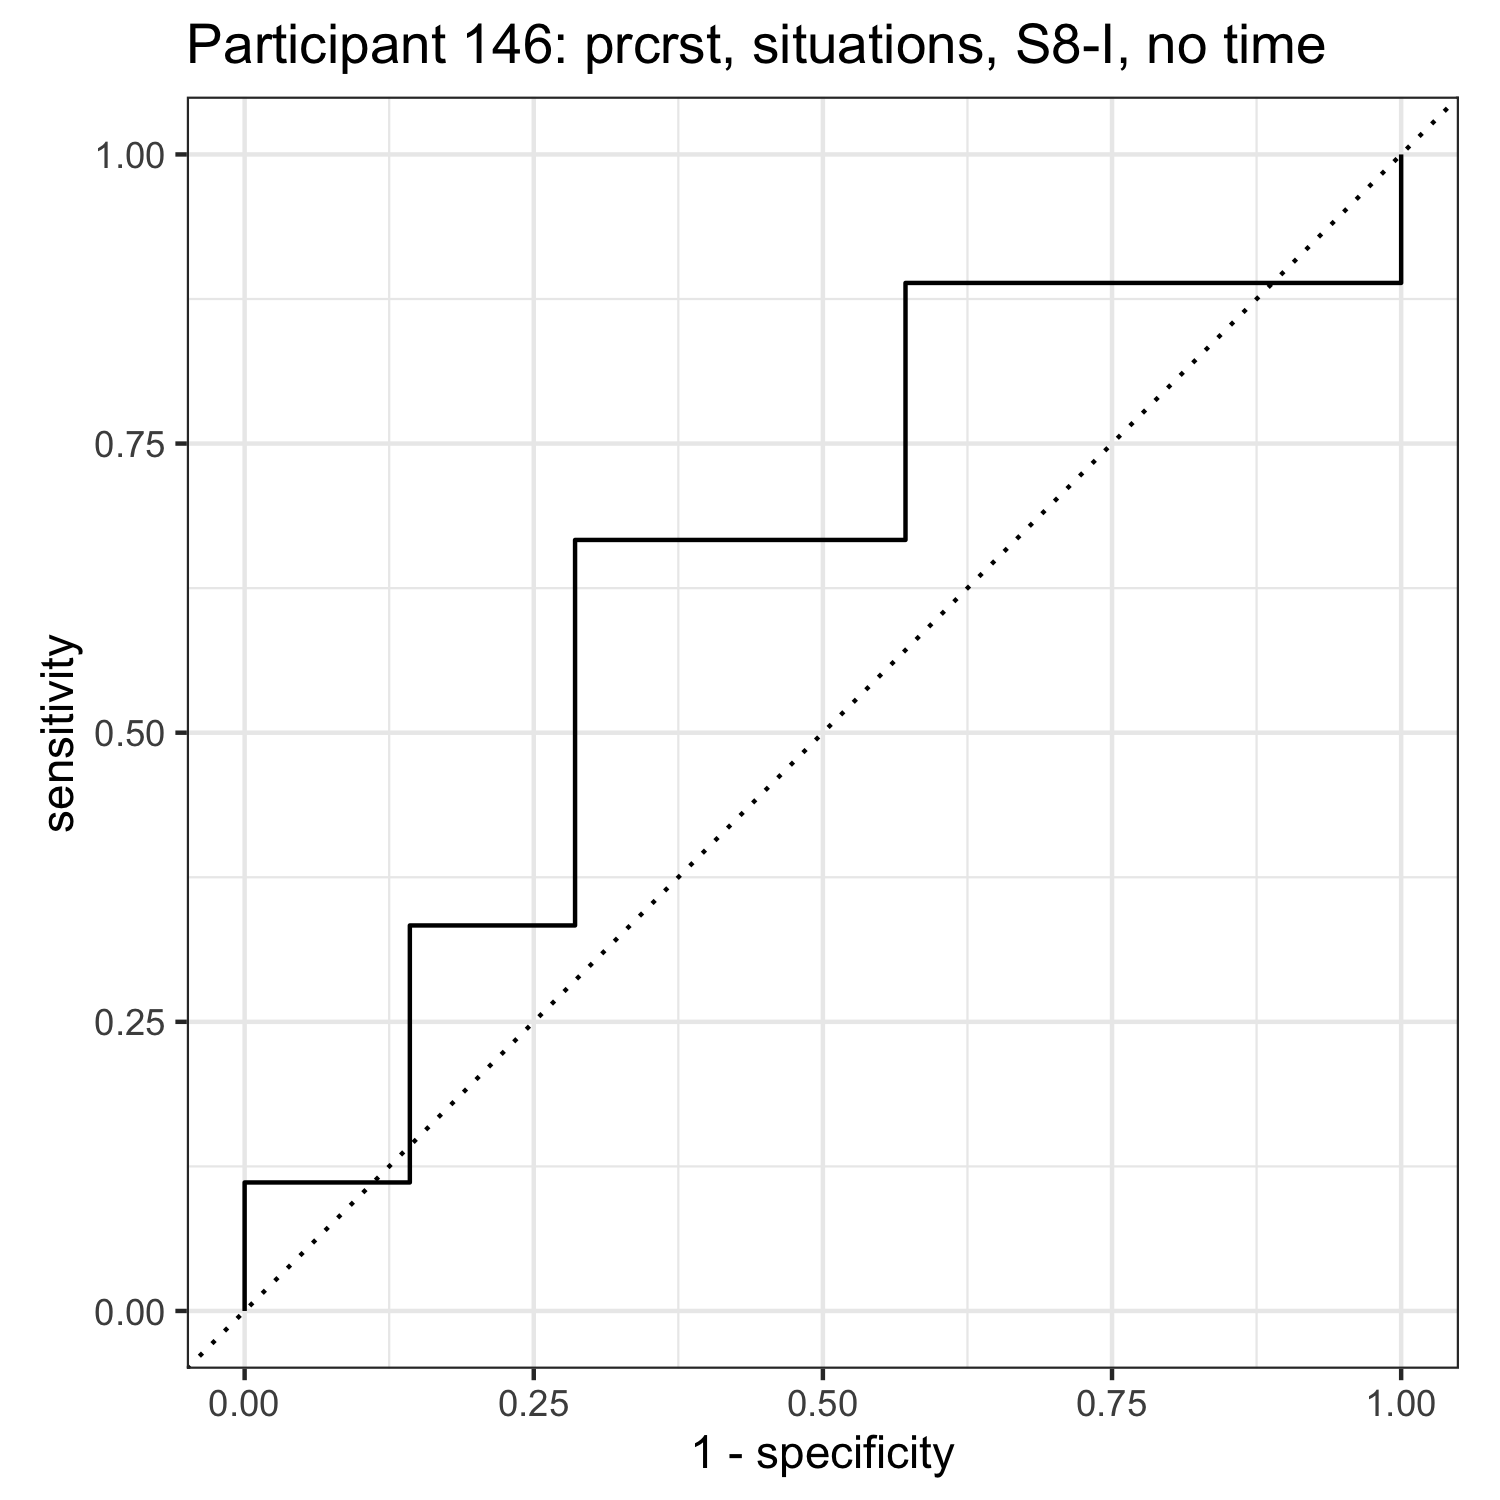 Participant 146: prcrst, situations, S8-I, no time
1.00
0.75
0.50
0.25
0.00
sensitivity
0.00 0.25 0.50 0.75 1.00
1 - specificity